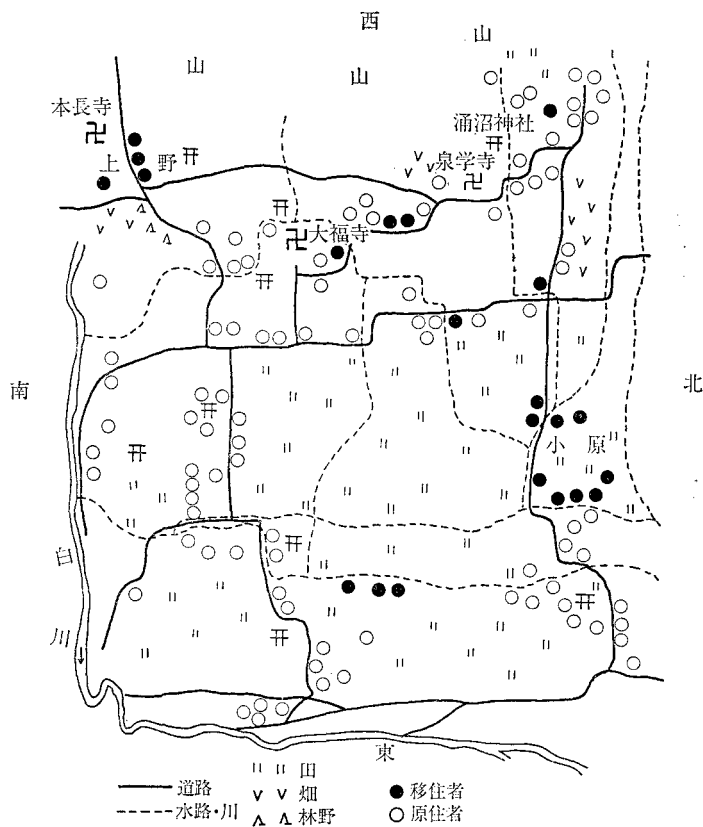 西
山
山
山
本長寺
涌沼神社
上野
泉学寺
大福寺
南
北
小原
白川
東
道路
水路・川
田
畑
林野
移住者
原住者